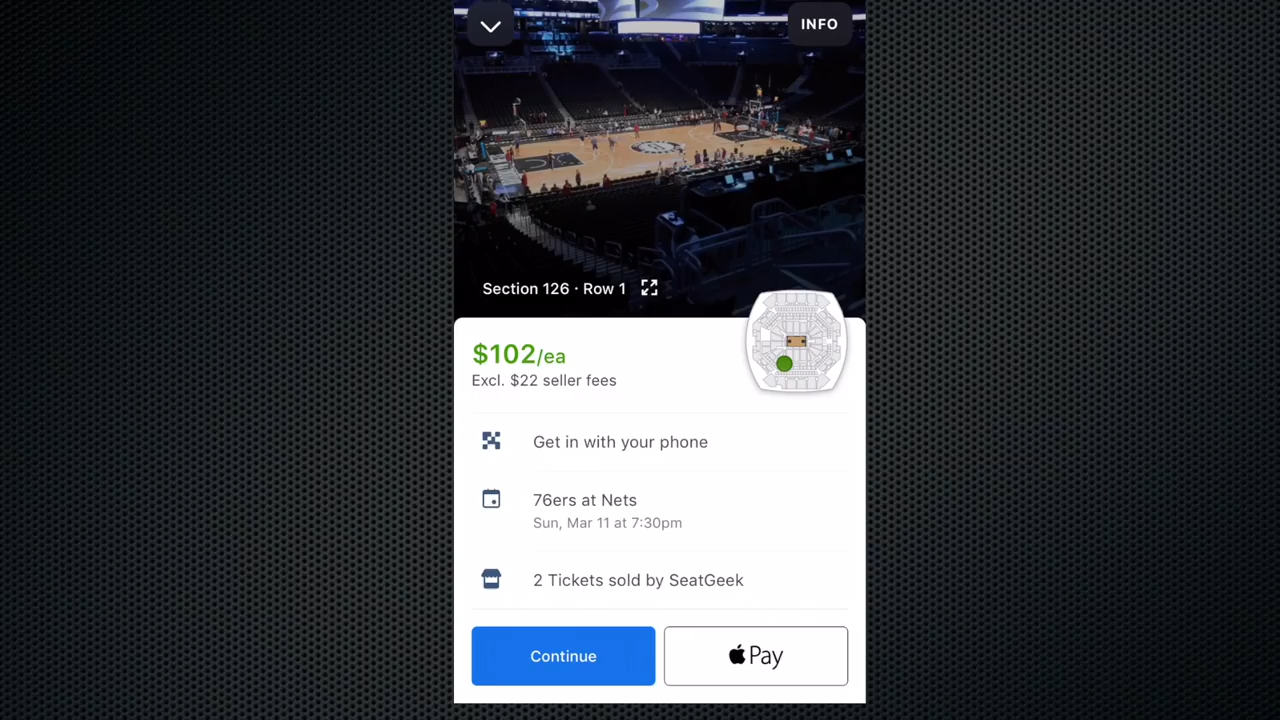 INFO
Section 126 · Row 1
$102/ea
Excl. $22 seller fees
Get in with your phone
76ers at Nets
Sun, Mar 11 at 7:30pm
2 Tickets sold by SeatGeek
Continue
Pay